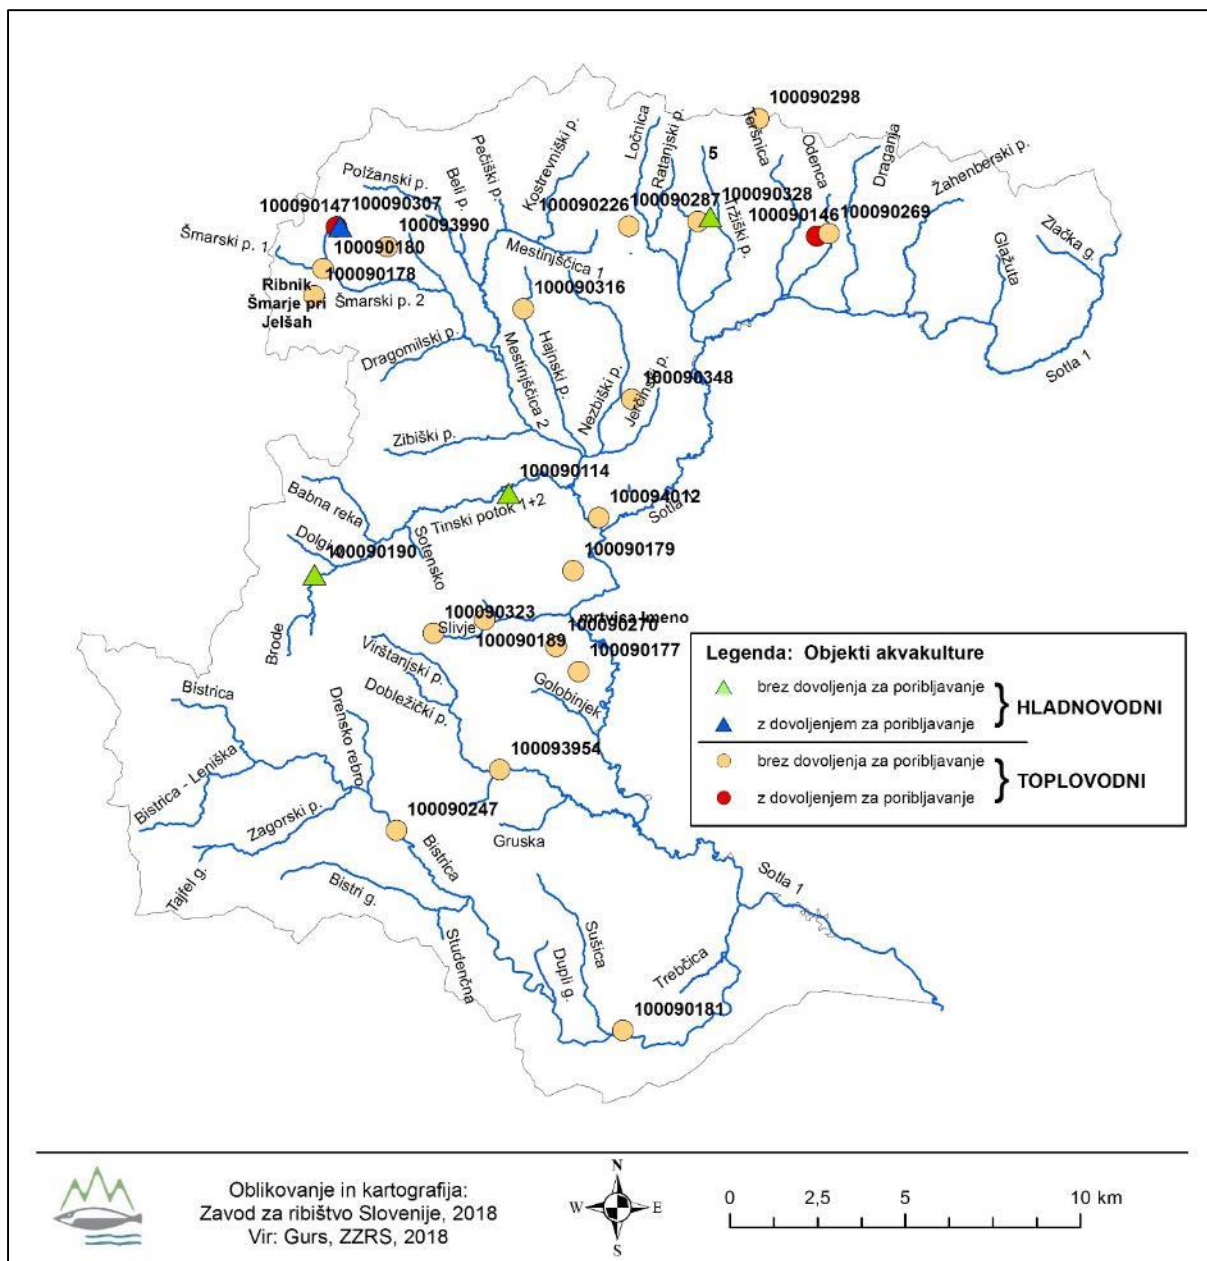 100090298
Ločnica
Teršnica
Ratanjski p.
Kostrevniški p.
Pečiški p.
Odenca
Draganja
5
Polžanski p.
Beli p.
Žahenberski p.
100090147
100090307
100090226
100090287
100090328
Tržiški p.
100090146
100090269
100093990
Šmarski p. 1
100090180
Mestinjščica 1
Glažuta
Zlačka g.
100090178
Ribnik
Šmarje pri
Jelšah
Šmarski p. 2
100090316
Dragomilski p.
Mestinjščica 2
Hajnski p.
Nezbiški p.
Jerčinski p.
100090348
Sotla 1
Zibiški p.
100090114
Babna reka
Tinski potok 1+2
100094012
Sotla
Dolgi
100090190
Sotensko
100090179
Brode
100090323
Slivje
mrtvica Imeno
100090270
100090189
100090177
Virštanjski p.
Golobinjek
Bistrica
Dobležički p.
Drensko rebro
Bistrica - Leniška
100093954
Zagorski p.
100090247
Gruska
Bistrica
Tajfel g.
Bistri g.
Sotla 1
Studenčna
Sušica
Dupli g.
Trebčica
100090181
Legenda: Objekti akvakulture
brez dovoljenja za poribljavanje
z dovoljenjem za poribljavanje
} HLADNOVODNI
brez dovoljenja za poribljavanje
z dovoljenjem za poribljavanje
} TOPLOVODNI
Oblikovanje in kartografija:
Zavod za ribištvo Slovenije, 2018
Vir: Gurs, ZZRS, 2018
N
W E
S
0 2,5 5 10 km